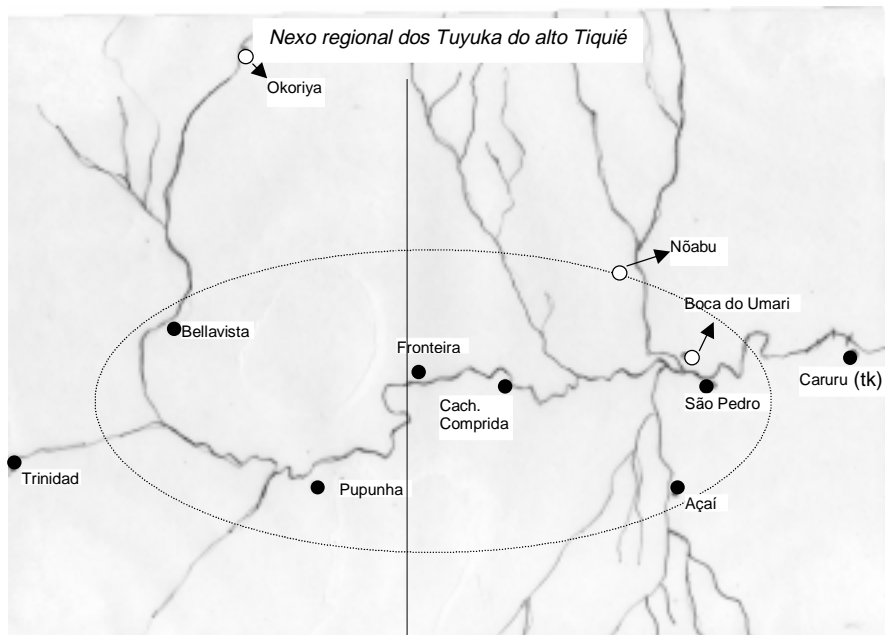 Nexo regional dos Tuyuka do alto Tiquié
Okoriya
Nõabu
Boca do Umari
Bellavista
Fronteira
Caruru (tk)
Cach.
Comprida
São Pedro
Trinidad
Pupunha
Açaí